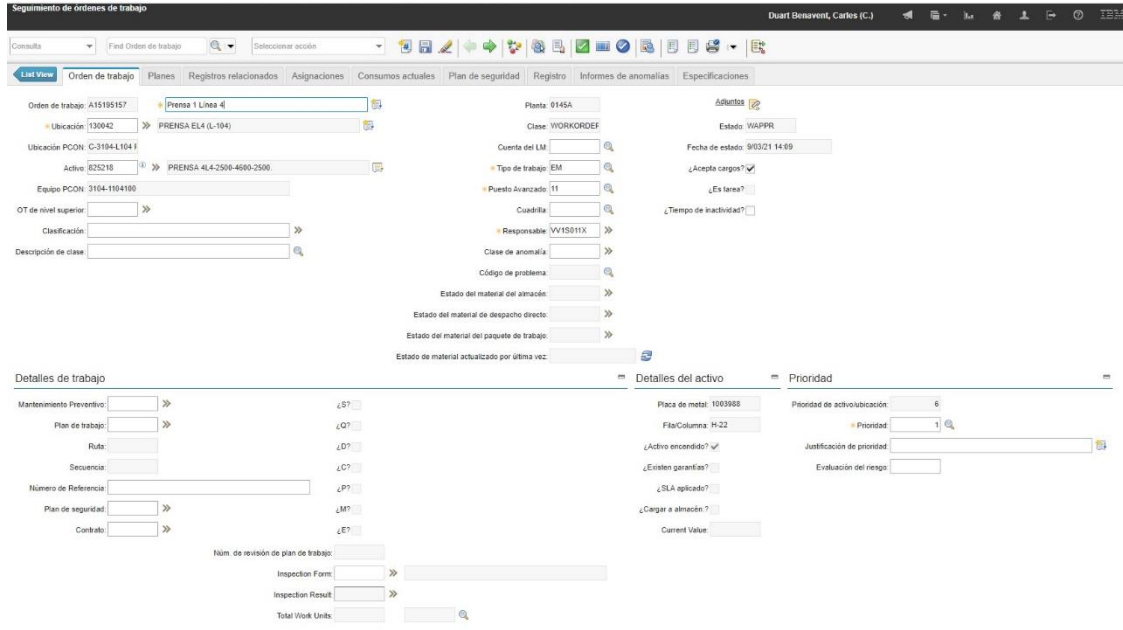 Seguimiento de órdenes de trabajo
Duart Benavent, Carles (C.)
IBM
Consulta
Find Orden de trabajo
Seleccionar acción
List View
Orden de trabajo
Planes
Registros relacionados
Asignaciones
Consumos actuales
Plan de seguridad
Registro
Informes de anomalías
Especificaciones
Orden de trabajo: A15195157 Prensa 1 Línea 4
Planta: 0145A
Adjuntos
Ubicación: 130042 PRENSA EL4 (L-104)
Clase: WORKORDEF
Estado: WAPPR
Ubicación PCON: C-3104-L104 F
Cuenta del LM:
Fecha de estado: 9/03/21 14:09
Activo: 825218 PRENSA 4L4-2500-4600-2500.
Tipo de trabajo: EM
¿Acepta cargos?
Equipo PCON: 3104-1104100
Puesto Avanzado: 11
¿Es tarea?
OT de nivel superior:
Cuadrilla:
¿Tiempo de inactividad?
Clasificación:
Responsable: VV1S011X
Descripción de clase:
Clase de anomalía:
Código de problema:
Estado del material del almacén:
Estado del material de despacho directo:
Estado del material del paquete de trabajo:
Estado de material actualizado por última vez:
Detalles de trabajo
Detalles del activo
Prioridad
Mantenimiento Preventivo:
¿S?
Placa de metal: 1003988
Prioridad de activo/ubicación: 6
Plan de trabajo:
¿Q?
Fila/Columna: H-22
Prioridad: 1
Ruta:
¿D?
¿Activo encendido?
Justificación de prioridad:
Secuencia:
¿C?
¿Existen garantías?
Evaluación del riesgo:
Número de Referencia:
¿P?
¿SLA aplicado?
Plan de seguridad:
¿M?
¿Cargar a almacén:?
Contrato:
¿E?
Current Value:
Núm. de revisión de plan de trabajo:
Inspection Form:
Inspection Result:
Total Work Units: